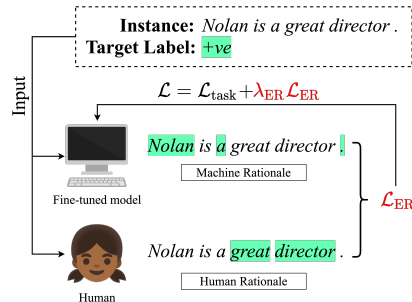 Instance: Nolan is a great director .
Target Label: +ve
Input
ℒ = ℒtask +λER ℒER
Nolan is a great director .
Machine Rationale
Fine-tuned model
ℒER
Nolan is a great director .
Human Rationale
Human